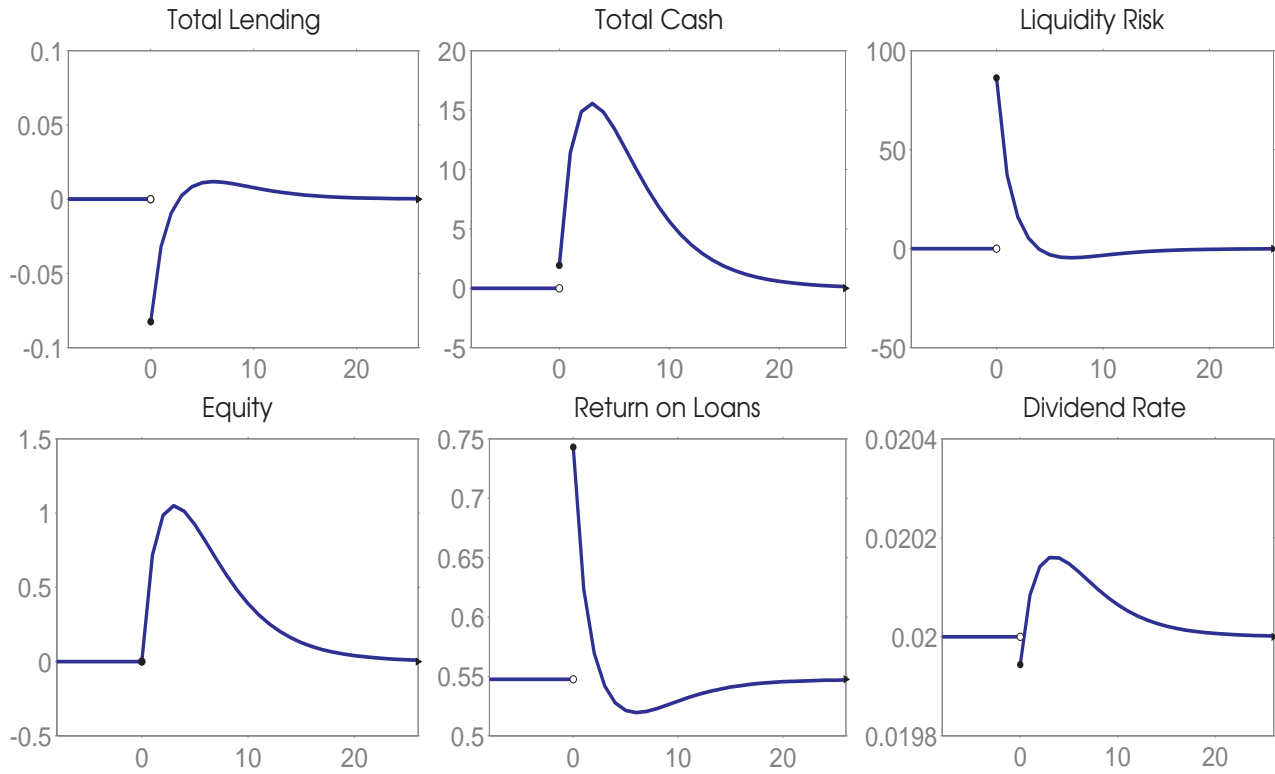 Total Lending
0.1
0.05
0
-0.05
-0.1
0 10 20
Total Cash
20
15
10
5
0
-5
0 10 20
Liquidity Risk
100
50
0
-50
0 10 20
Equity
1.5
1
0.5
0
-0.5
0 10 20
Return on Loans
0.75
0.7
0.65
0.6
0.55
0.5
0 10 20
Dividend Rate
0.0204
0.0202
0.02
0.0198
0 10 20